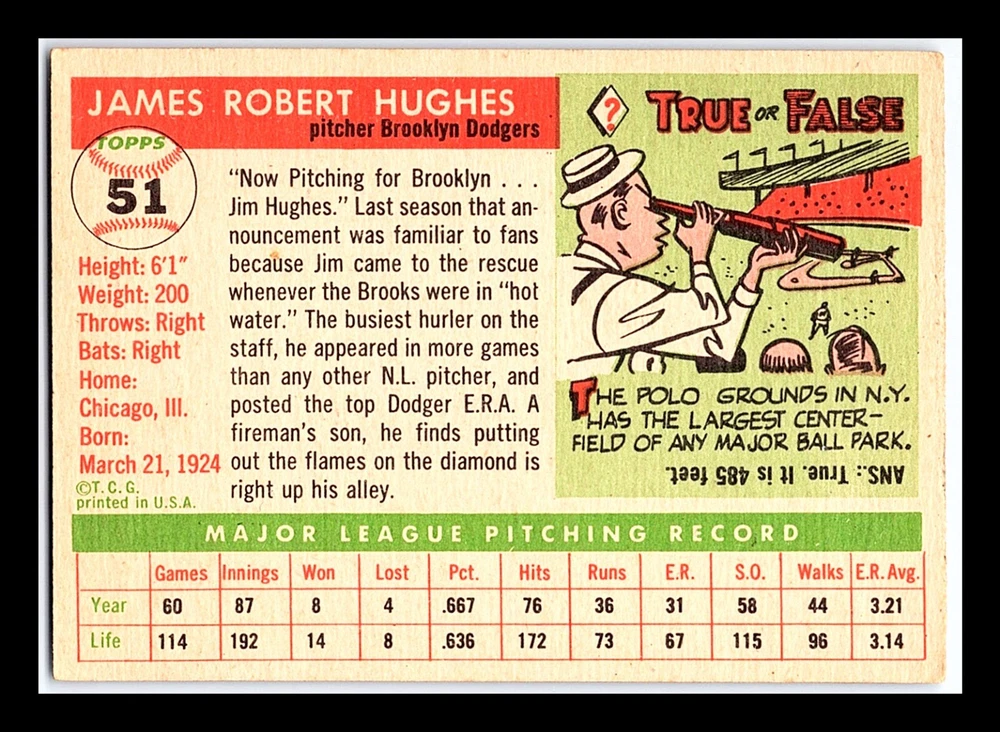 JAMES ROBERT HUGHES
pitcher Brooklyn Dodgers
TOPPS
51
Height: 6'1"
Weight: 200
Throws: Right
Bats: Right
Home:
Chicago, Ill.
Born:
March 21, 1924
©T. C. G.
printed in U.S.A.
"Now Pitching for Brooklyn . . .
Jim Hughes." Last season that an-
nouncement was familiar to fans
because Jim came to the rescue
whenever the Brooks were in "hot
water." The busiest hurler on the
staff, he appeared in more games
than any other N.L. pitcher, and
posted the top Dodger E.R.A. A
fireman's son, he finds putting
out the flames on the diamond is
right up his alley.
? TRUE OR FALSE
THE POLO GROUNDS IN N.Y.
HAS THE LARGEST CENTER-
FIELD OF ANY MAJOR BALL PARK.
ANS.: True. It is 485 feet.
MAJOR LEAGUE PITCHING RECORD
Games Innings Won Lost Pct. Hits Runs E.R. S.O. Walks E.R. Avg.
Year 60 87 8 4 .667 76 36 31 58 44 3.21
Life 114 192 14 8 .636 172 73 67 115 96 3.14